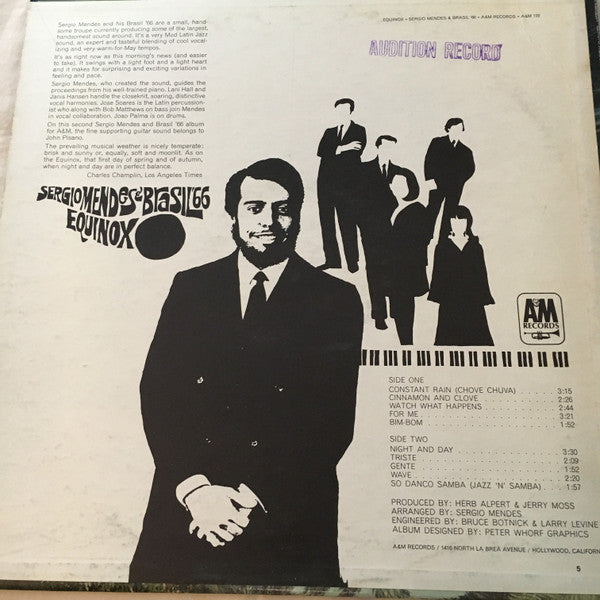 EQUINOX • SERGIO MENDES & BRASIL '66 • A&M RECORDS • A&M 122
AUDITION RECORD
Sergio Mendes and his Brasil '66 are a small, hand-
some troupe currently producing some of the largest,
handsomest sound around. It's a very Mod Latin Jazz
sound, an expert and tasteful blending of cool vocal-
izing and very warm-for-May tempos.
It's as right now as this morning's news (and easier
to take). It swings with a light foot and a light heart
and it makes for surprising and exciting variations in
feeling and pace.
Sergio Mendes, who created the sound, guides the
proceedings from his well-trained piano. Lani Hall and
Janis Hansen handle the closeknit, soaring, distinctive
vocal harmonies. Jose Soares is the Latin percussion-
ist who along with Bob Matthews on bass join Mendes
in vocal collaboration. Joao Palma is on drums.
On this second Sergio Mendes and Brasil '66 album
for A&M, the fine supporting guitar sound belongs to
John Pisano.
The prevailing musical weather is nicely temperate:
brisk and sunny or, equally, soft and moonlit. As on
the Equinox, that first day of spring and of autumn,
when night and day are in perfect balance.
Charles Champlin, Los Angeles Times
SERGIO MENDES & BRASIL '66
EQUINOX
A&M
RECORDS
SIDE ONE
CONSTANT RAIN (CHOVE CHUVA) . . . . . 3:15
CINNAMON AND CLOVE . . . . . . . . . . 2:26
WATCH WHAT HAPPENS . . . . . . . . . . 2:44
FOR ME . . . . . . . . . . . . . . . . 3:21
BIM-BOM . . . . . . . . . . . . . . . . 1:52
SIDE TWO
NIGHT AND DAY . . . . . . . . . . . . . 3:30
TRISTE . . . . . . . . . . . . . . . . 2:09
GENTE . . . . . . . . . . . . . . . . . 1:52
WAVE . . . . . . . . . . . . . . . . . 2:20
SO DANCO SAMBA (JAZZ 'N' SAMBA) . . . . 1:57
PRODUCED BY: HERB ALPERT & JERRY MOSS
ARRANGED BY: SERGIO MENDES
ENGINEERED BY: BRUCE BOTNICK & LARRY LEVINE
ALBUM DESIGNED BY: PETER WHORF GRAPHICS
A&M RECORDS / 1416 NORTH LA BREA AVENUE / HOLLYWOOD, CALIFOR
5